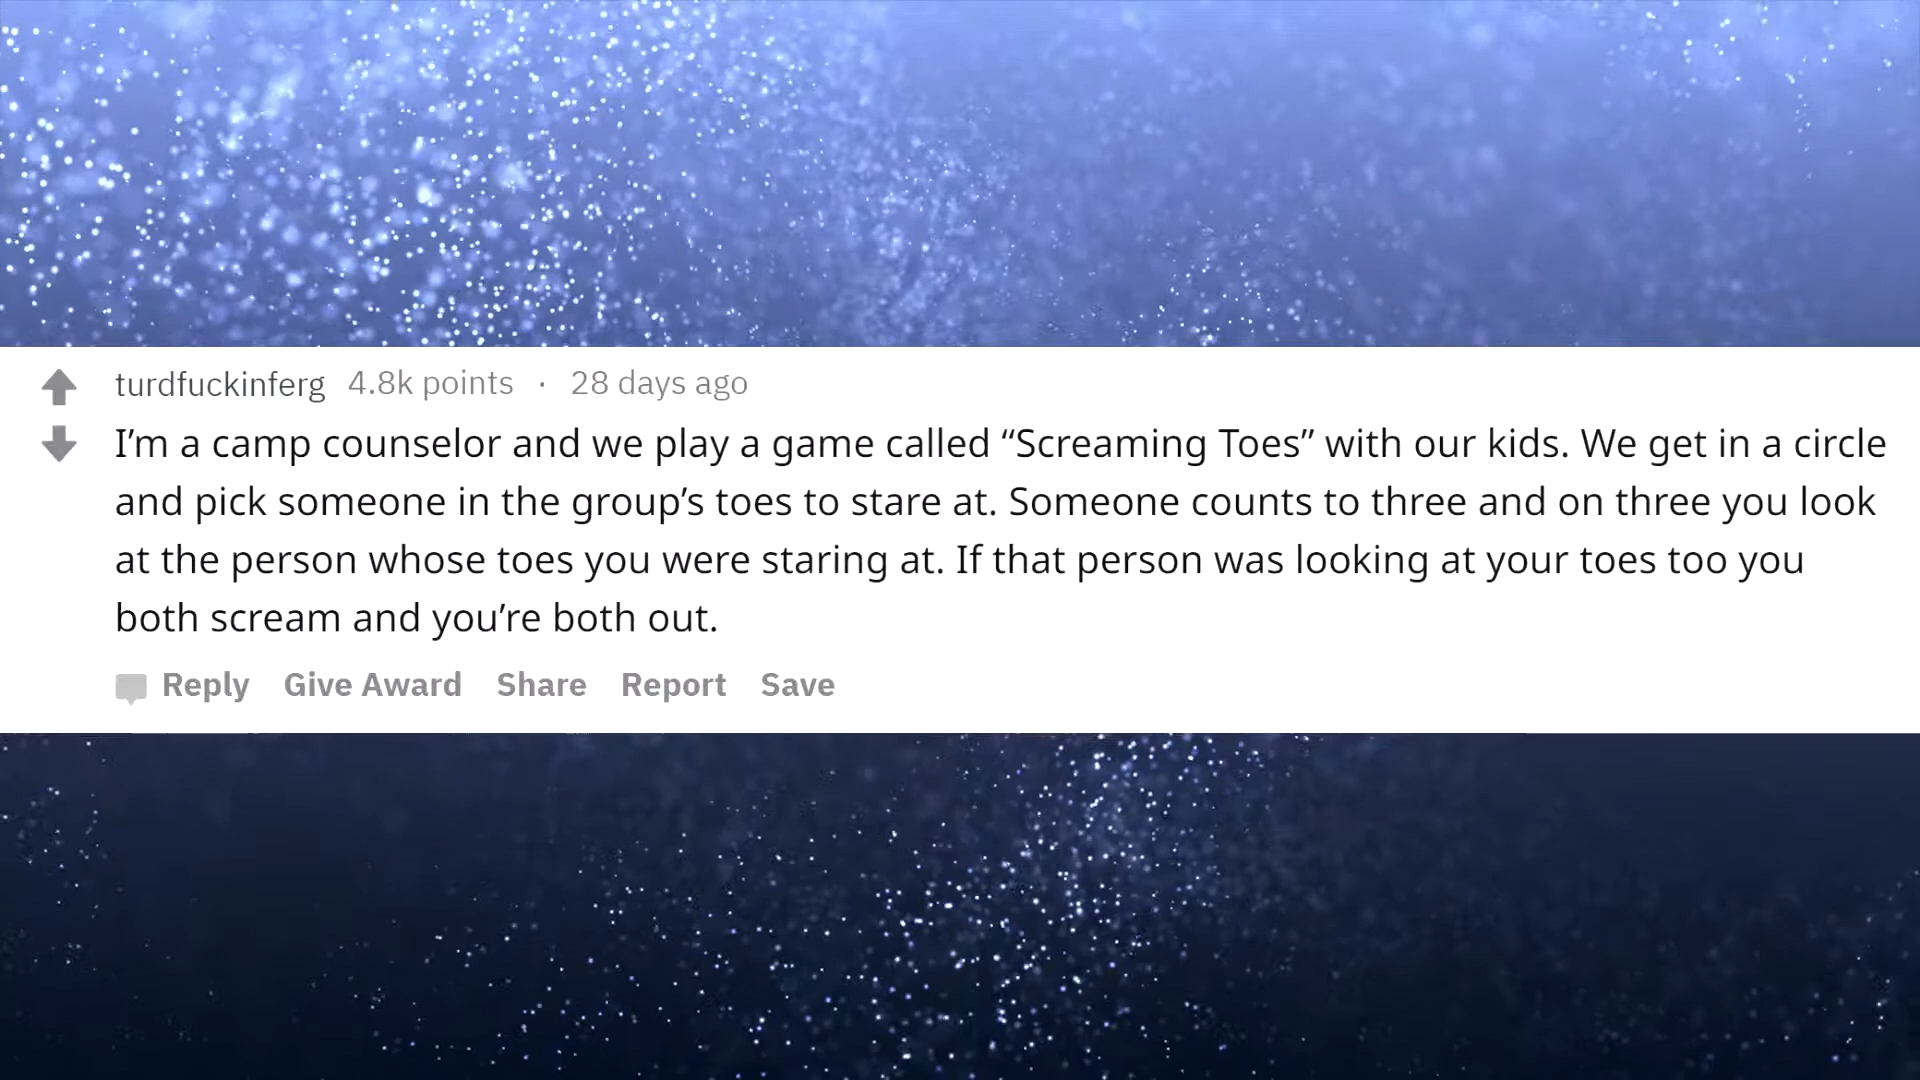 turdfuckinferg 4.8k points · 28 days ago
I’m a camp counselor and we play a game called “Screaming Toes” with our kids. We get in a circle
and pick someone in the group’s toes to stare at. Someone counts to three and on three you look
at the person whose toes you were staring at. If that person was looking at your toes too you
both scream and you’re both out.
Reply Give Award Share Report Save